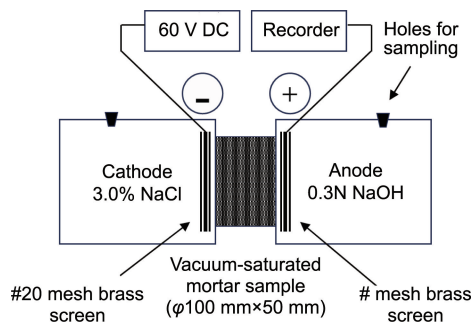 60 V DC
Recorder
Holes for
sampling
-
+
Cathode
3.0% NaCl
Anode
0.3N NaOH
Vacuum-saturated
mortar sample
(φ100 mm×50 mm)
#20 mesh brass
screen
# mesh brass
screen